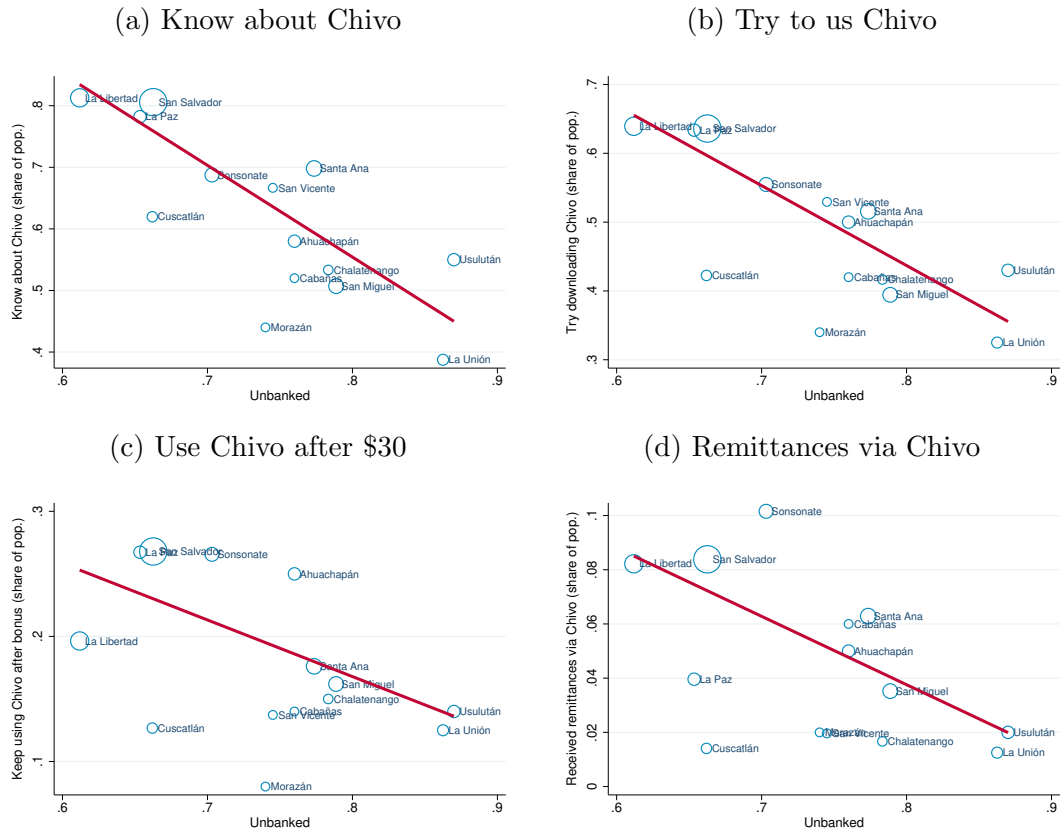 (a) Know about Chivo
Know about Chivo (share of pop.)
.8
.7
.6
.5
.4
La Libertad
San Salvador
La Paz
Sonsonate
Santa Ana
San Vicente
Cuscatlán
Ahuachapán
Usulután
Chalatenango
Cabañas
San Miguel
Morazán
La Unión
.6 .7 .8 .9
Unbanked
(b) Try to us Chivo
Try downloading Chivo (share of pop.)
.7
.6
.5
.4
.3
La Libertad
La Paz
San Salvador
Sonsonate
San Vicente
Santa Ana
Ahuachapán
Cuscatlán
Cabañas
Chalatenango
Usulután
San Miguel
Morazán
La Unión
.6 .7 .8 .9
Unbanked
(c) Use Chivo after $30
Keep using Chivo after bonus (share of pop.)
.3
.2
.1
La Paz
San Salvador
Sonsonate
Ahuachapán
La Libertad
Santa Ana
San Miguel
Chalatenango
Cabañas
San Vicente
Usulután
Cuscatlán
La Unión
Morazán
.6 .7 .8 .9
Unbanked
(d) Remittances via Chivo
Received remittances via Chivo (share of pop.)
.1
.08
.06
.04
.02
0
Sonsonate
San Salvador
La Libertad
Santa Ana
Cabañas
Ahuachapán
La Paz
San Miguel
Morazán
San Vicente
Usulután
Cuscatlán
Chalatenango
La Unión
.6 .7 .8 .9
Unbanked